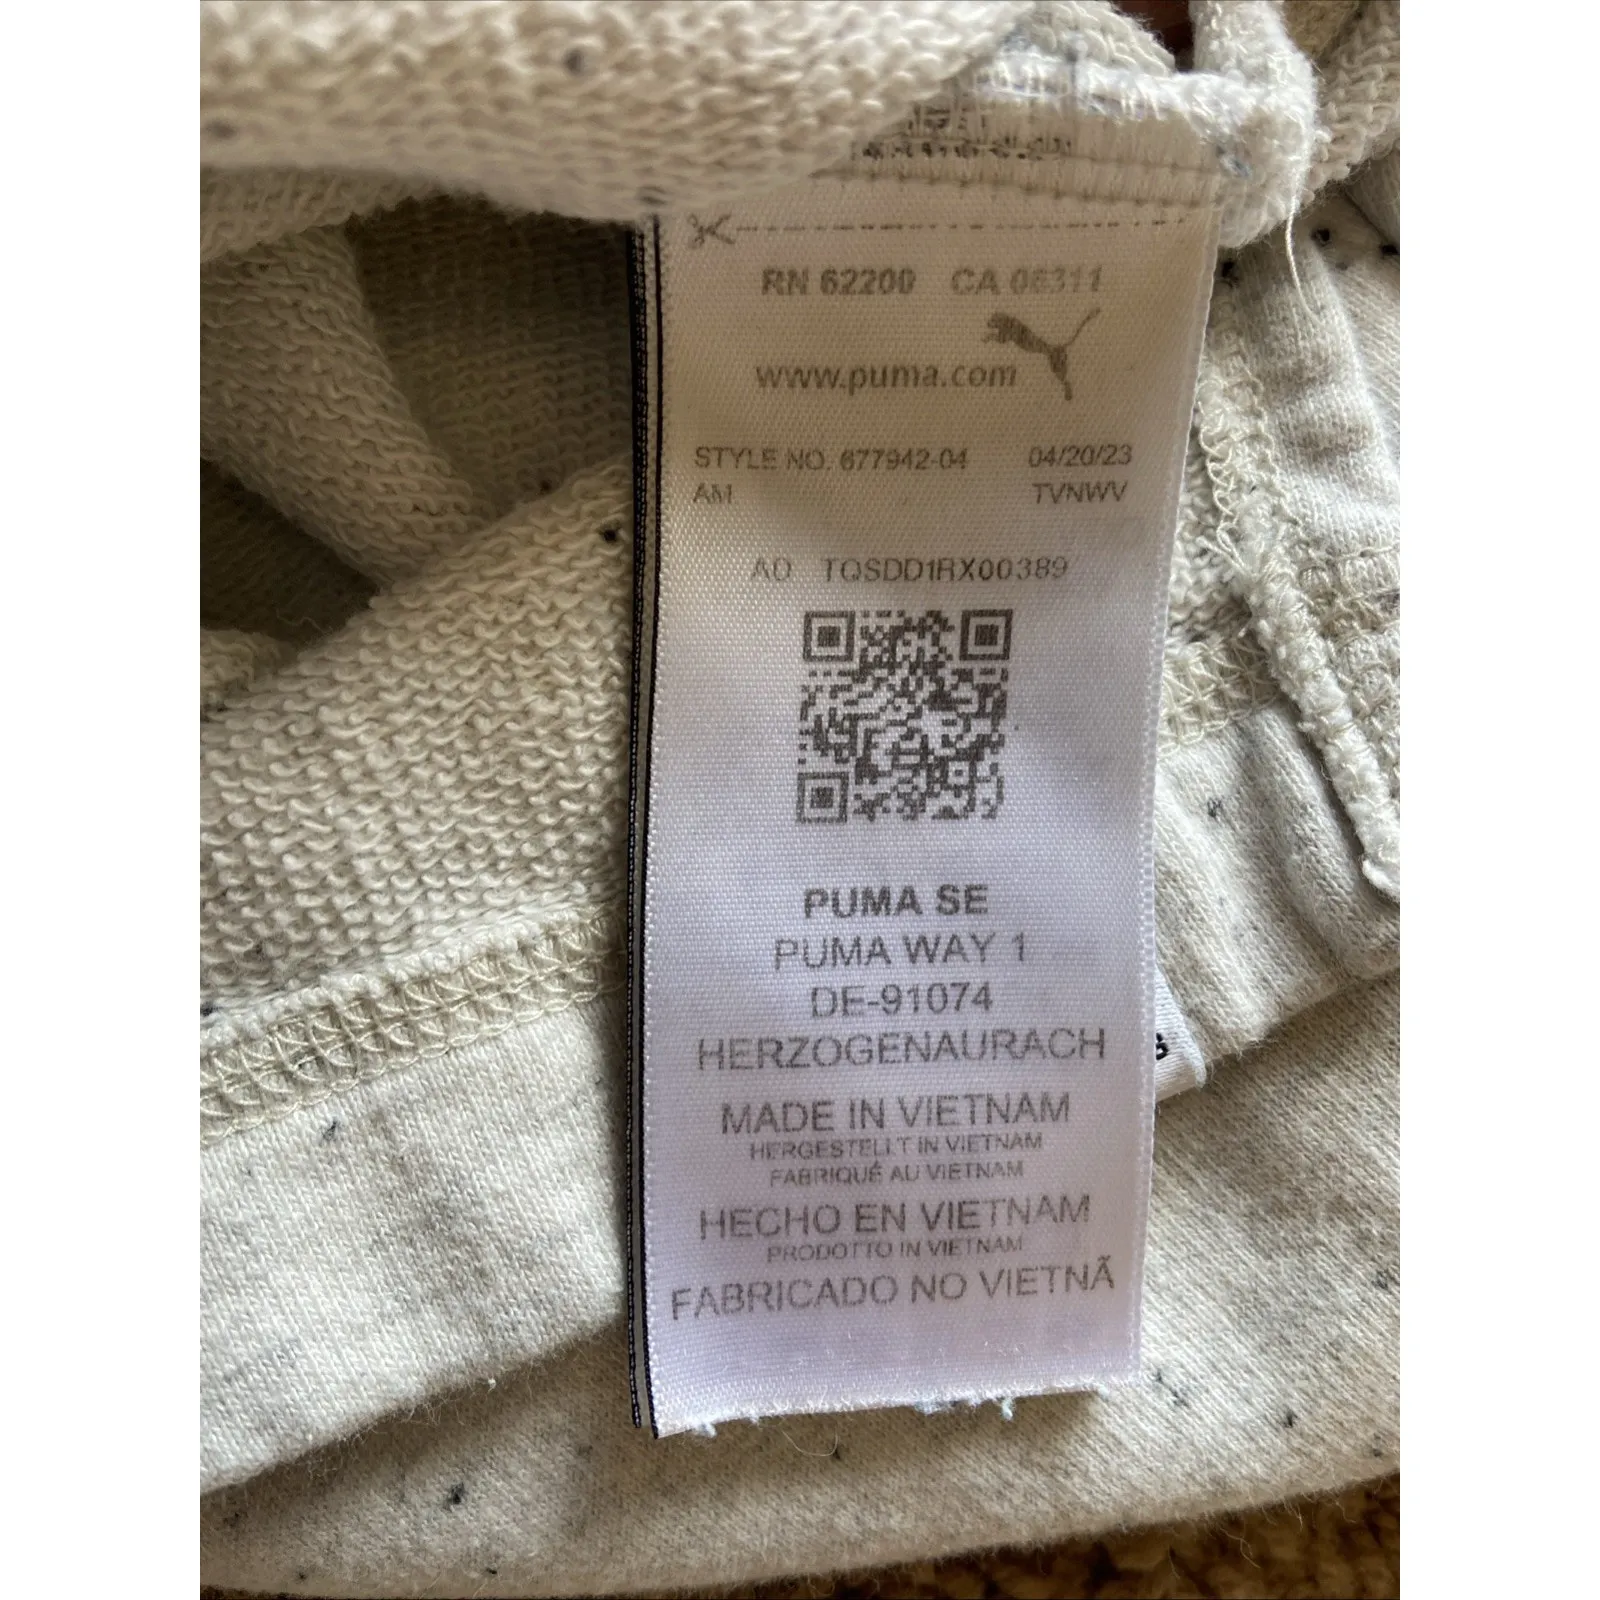 RN 62200 CA 06311
www.puma.com
STYLE NO. 677942-04 04/20/23
AM TVNWV
AO TQSDD1RX00389
PUMA SE
PUMA WAY 1
DE-91074
HERZOGENAURACH
MADE IN VIETNAM
HERGESTELLT IN VIETNAM
FABRIQUÉ AU VIETNAM
HECHO EN VIETNAM
PRODOTTO IN VIETNAM
FABRICADO NO VIETNÃ